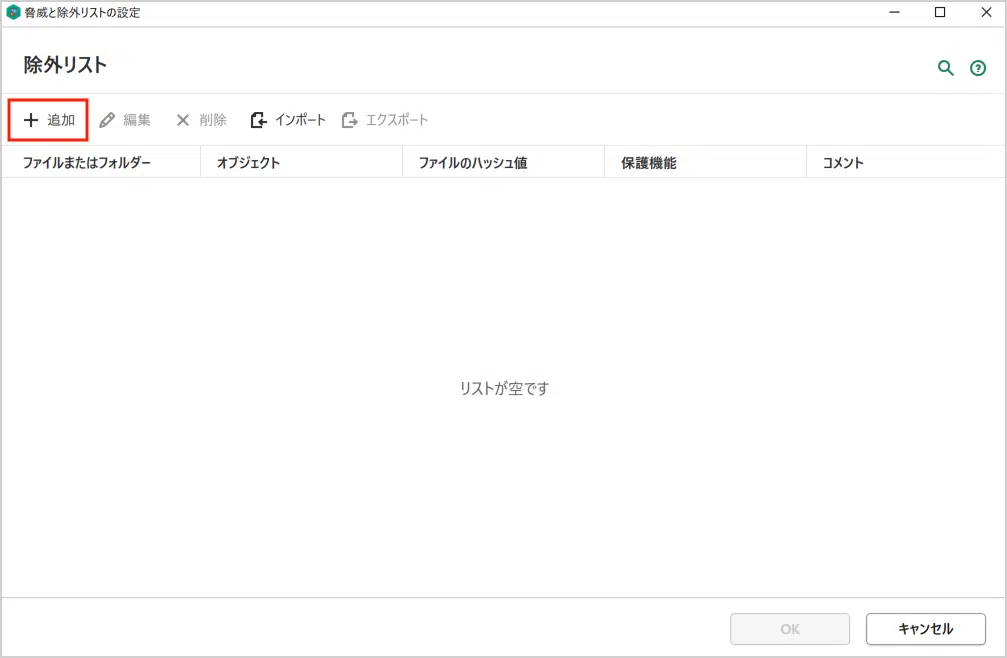 脅威と除外リストの設定
除外リスト
追加 編集 削除 インポート エクスポート
ファイルまたはフォルダー オブジェクト ファイルのハッシュ値 保護機能 コメント
リストが空です
OK キャンセル